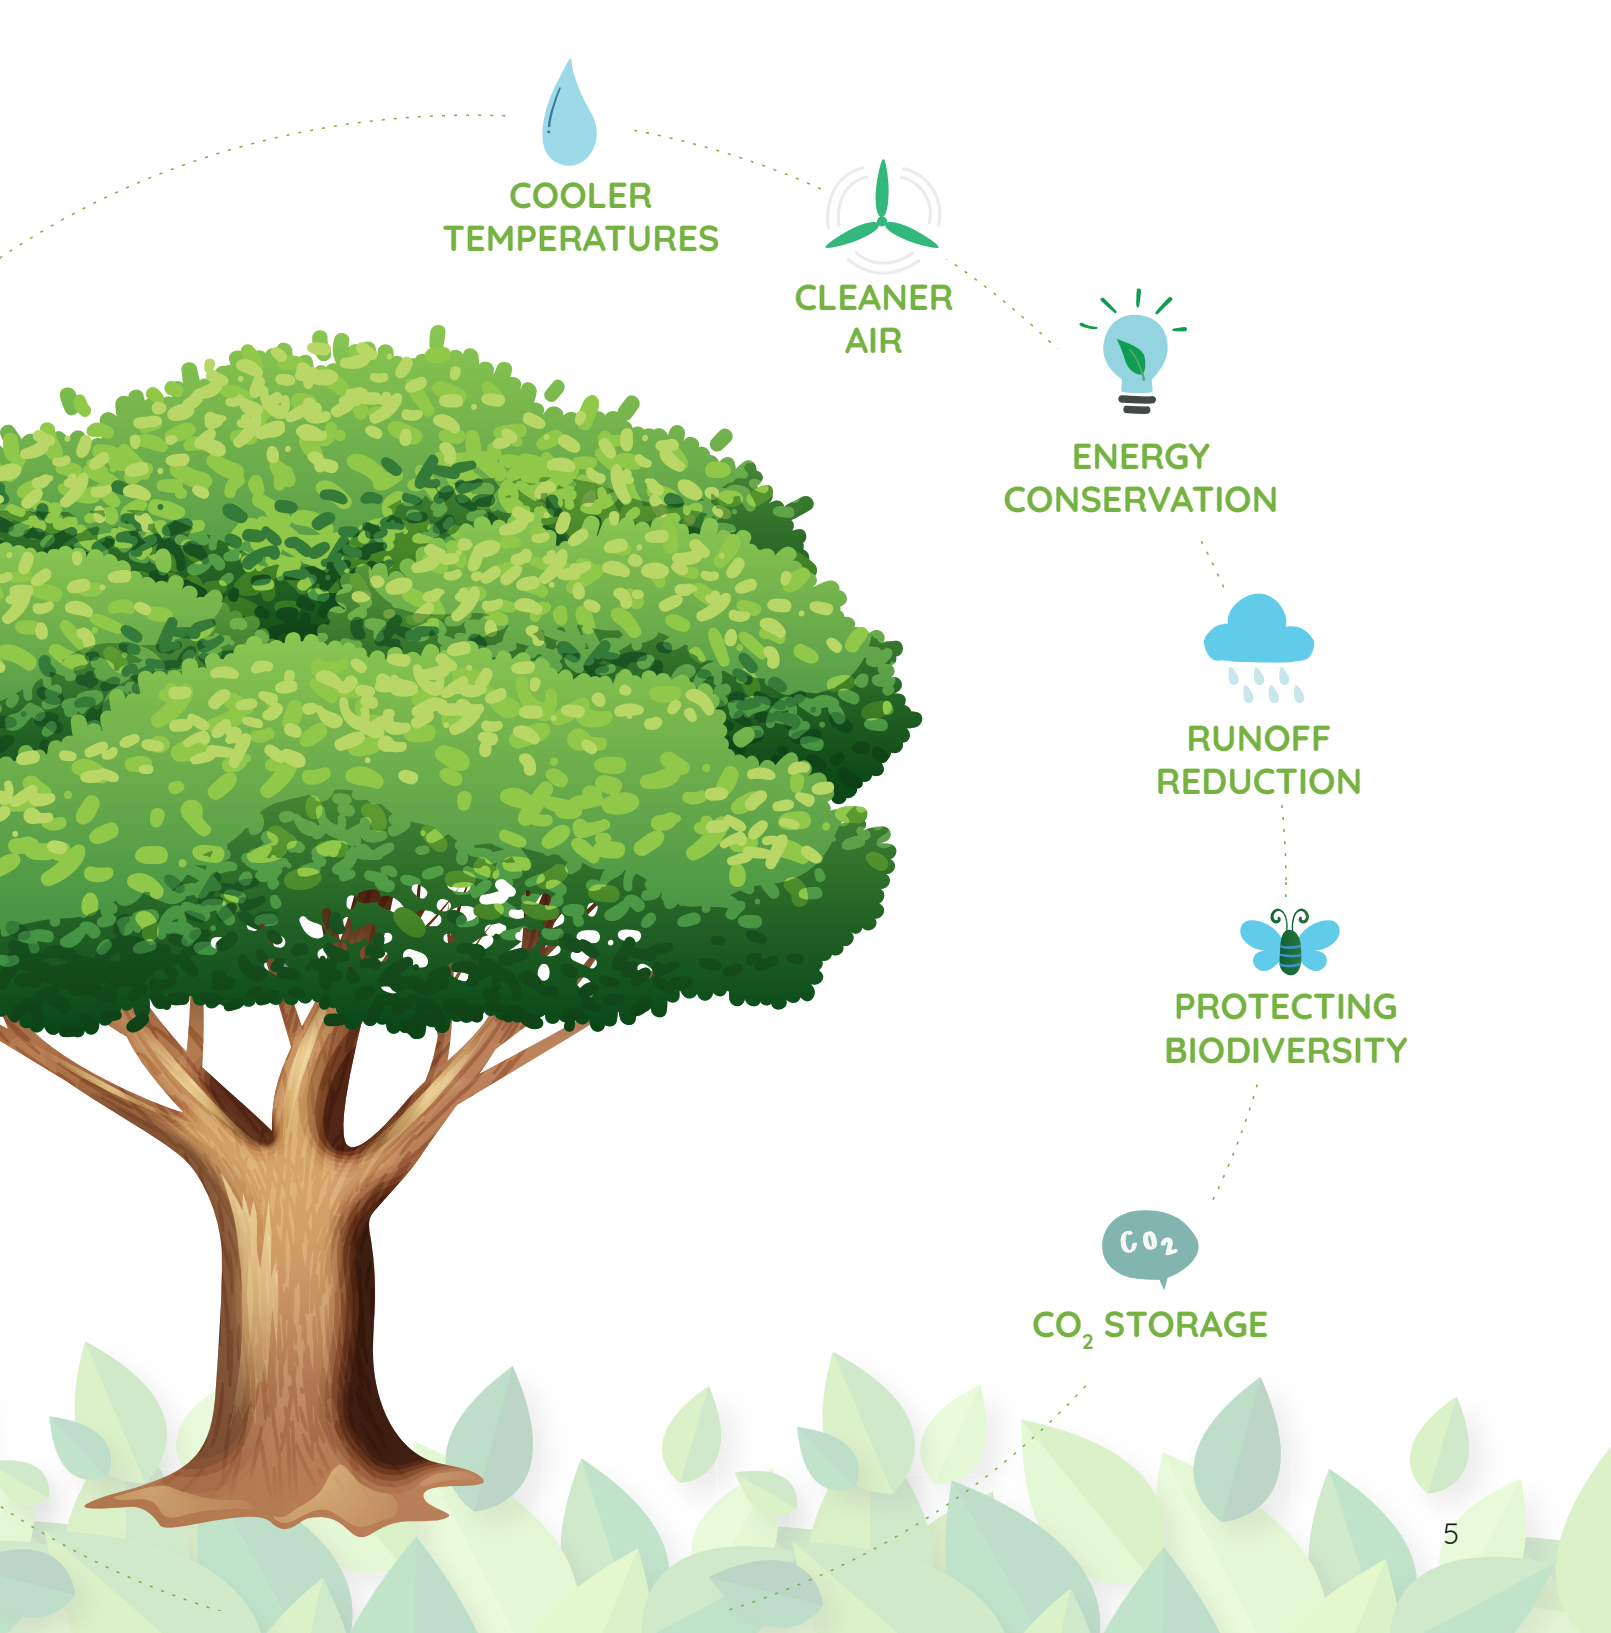 COOLER
TEMPERATURES
CLEANER
AIR
ENERGY
CONSERVATION
RUNOFF
REDUCTION
PROTECTING
BIODIVERSITY
CO2
CO₂ STORAGE
5